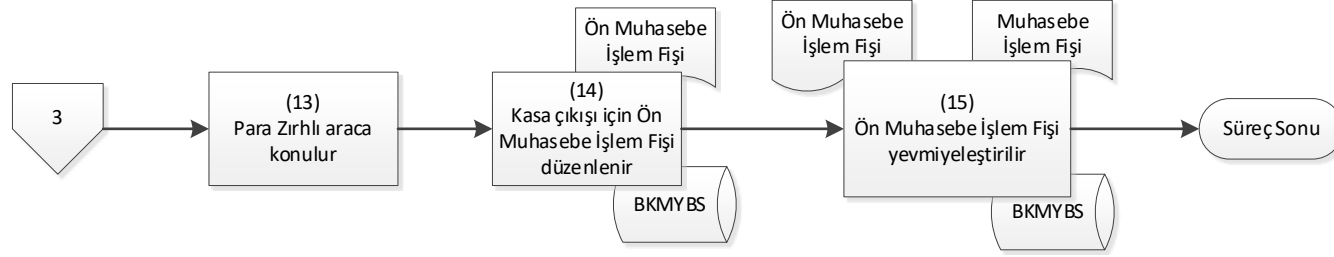 3
(13)
Para Zırhlı araca
konulur
Ön Muhasebe
İşlem Fişi
(14)
Kasa çıkışı için Ön
Muhasebe İşlem Fişi
düzenlenir
BKMYBS
Ön Muhasebe
İşlem Fişi
Muhasebe
İşlem Fişi
(15)
Ön Muhasebe İşlem Fişi
yevmiyeleştirilir
BKMYBS
Süreç Sonu